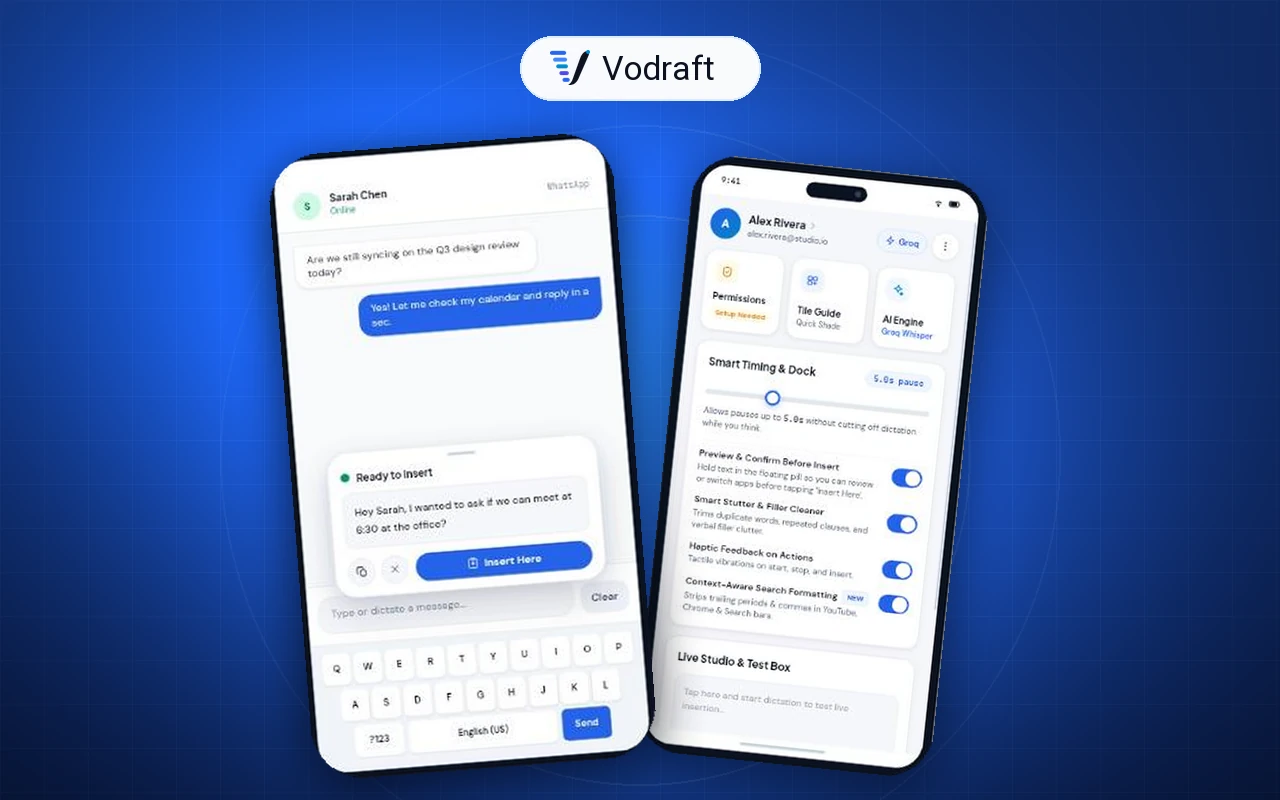 Vodraft
Sarah Chen
Online
WhatsApp
Are we still syncing on the Q3 design review
today?
Yes! Let me check my calendar and reply in a
sec.
Ready to Insert
Hey Sarah, I wanted to ask if we can meet at
6:30 at the office?
Insert Here
Type or dictate a message...
Clear
Q W E R T Y U I O P
A S D F G H J K L
?123
English (US)
Send
9:41
A
Alex Rivera
alex.rivera@studio.io
Groq
Permissions
Setup Needed
Tile Guide
Quick Shade
AI Engine
Groq Whisper
Smart Timing & Dock
5.0s pause
Allows pauses up to 5.0s without cutting off dictation
while you think.
Preview & Confirm Before Insert
Hold text in the floating pill so you can review
or switch apps before tapping 'Insert Here'.
Smart Stutter & Filler Cleaner
Trims duplicate words, repeated clauses, and
verbal filler clutter.
Haptic Feedback on Actions
Tactile vibrations on start, stop, and insert.
Context-Aware Search Formatting NEW
Strips trailing periods & commas in YouTube,
Chrome & Search bars.
Live Studio & Test Box
Tap here and start dictation to test live
insertion...